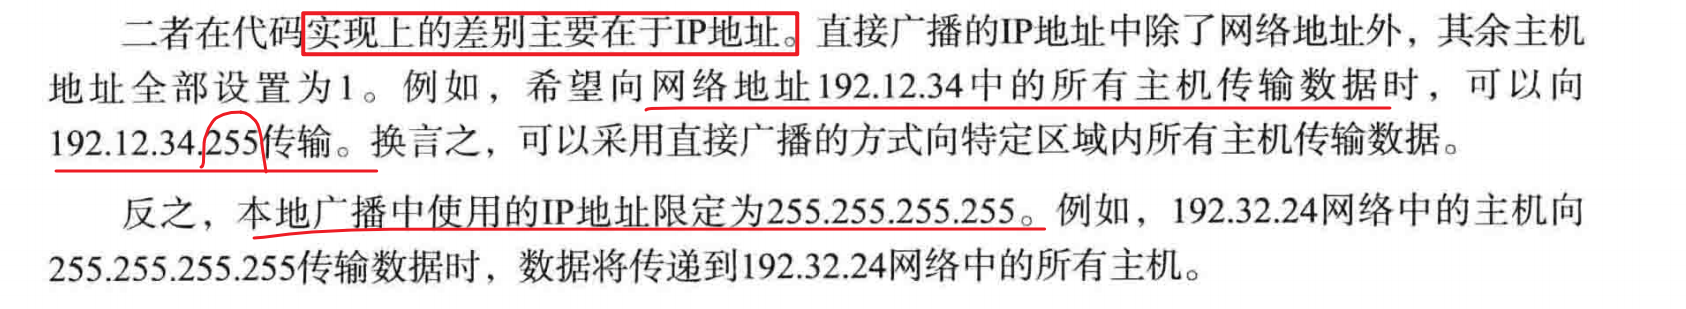 二者在代码实现上的差别主要在于IP地址。直接广播的IP地址中除了网络地址外，其余主机
地址全部设置为1。例如，希望向网络地址192.12.34中的所有主机传输数据时，可以向
192.12.34.255传输。换言之，可以采用直接广播的方式向特定区域内所有主机传输数据。
反之，本地广播中使用的IP地址限定为255.255.255.255。例如，192.32.24网络中的主机向
255.255.255.255传输数据时，数据将传递到192.32.24网络中的所有主机。